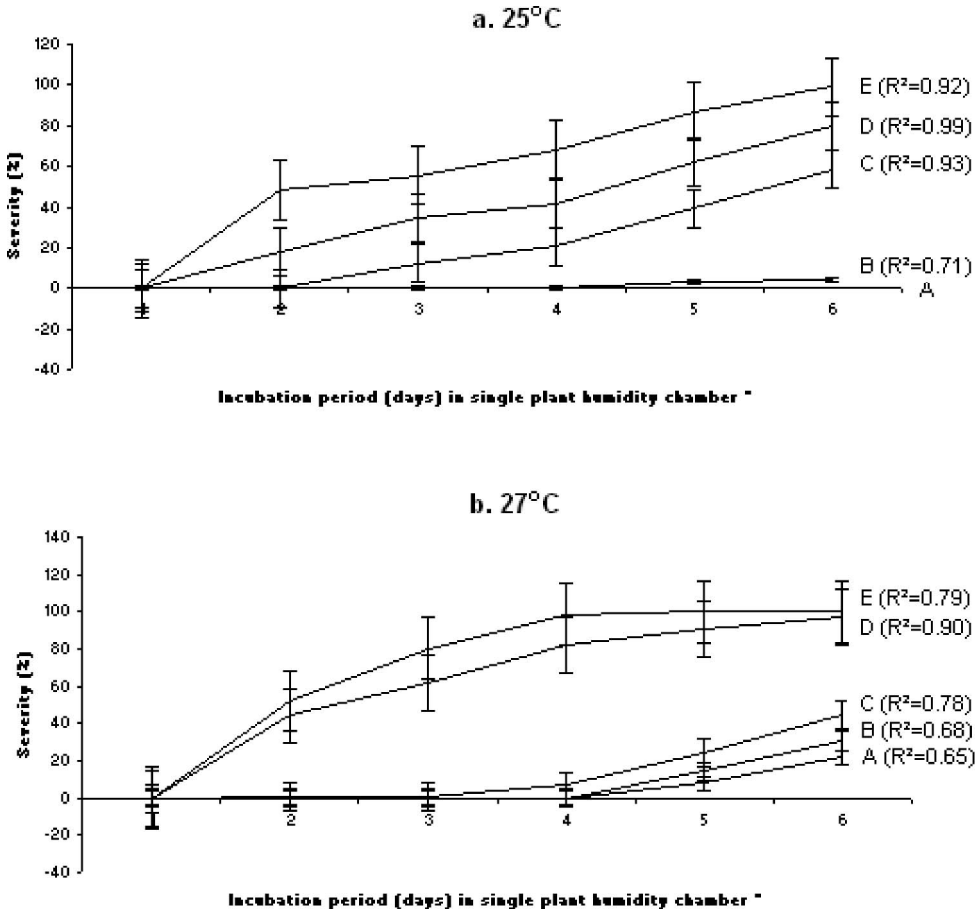 a. 25°C
120
100
80
60
40
20
0
-20
-40
Severity (%)
2 3 4 5 6
E (R²=0.92)
D (R²=0.99)
C (R²=0.93)
B (R²=0.71)
A
Incubation period (days) in single plant humidity chamber "
b. 27°C
140
120
100
80
60
40
20
0
-20
-40
Severity (%)
2 3 4 5 6
E (R²=0.79)
D (R²=0.90)
C (R²=0.78)
B (R²=0.68)
A (R²=0.65)
Incubation period (days) in single plant humidity chamber "